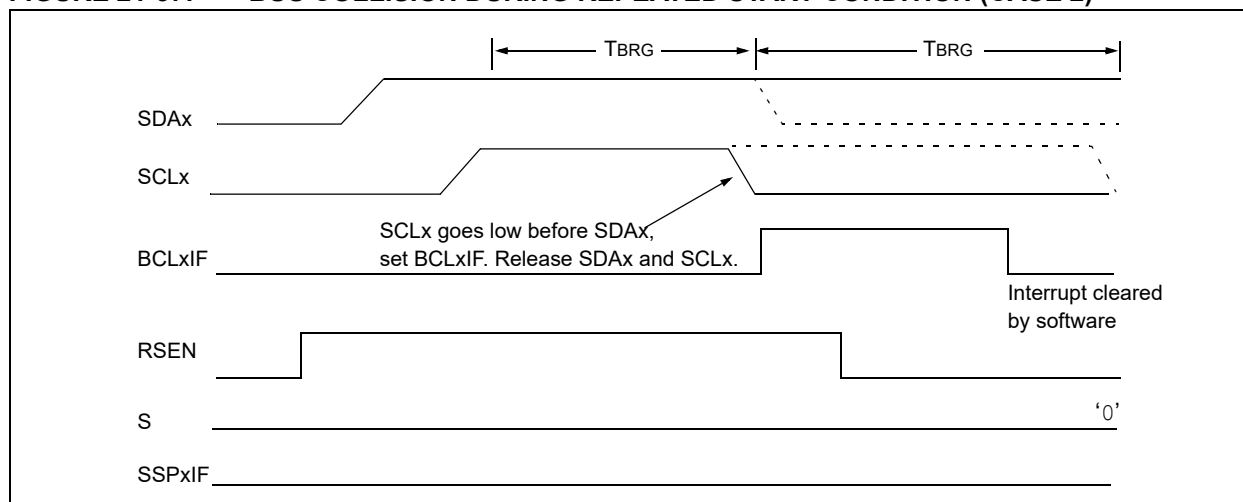 TBRG TBRG
SDAx
SCLx
SCLx goes low before SDAx,
set BCLxIF. Release SDAx and SCLx.
BCLxIF
Interrupt cleared
by software
RSEN
S '0'
SSPxIF